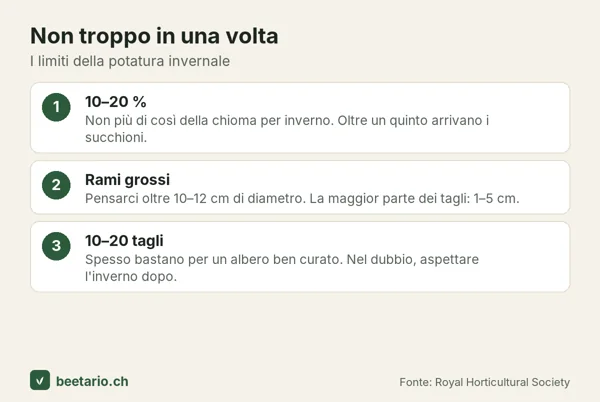 Non troppo in una volta
I limiti della potatura invernale
1
10–20 %
Non più di così della chioma per inverno. Oltre un quinto arrivano i
succhioni.
2
Rami grossi
Pensarci oltre 10–12 cm di diametro. La maggior parte dei tagli: 1–5 cm.
3
10–20 tagli
Spesso bastano per un albero ben curato. Nel dubbio, aspettare
l'inverno dopo.
beetario.ch
Fonte: Royal Horticultural Society